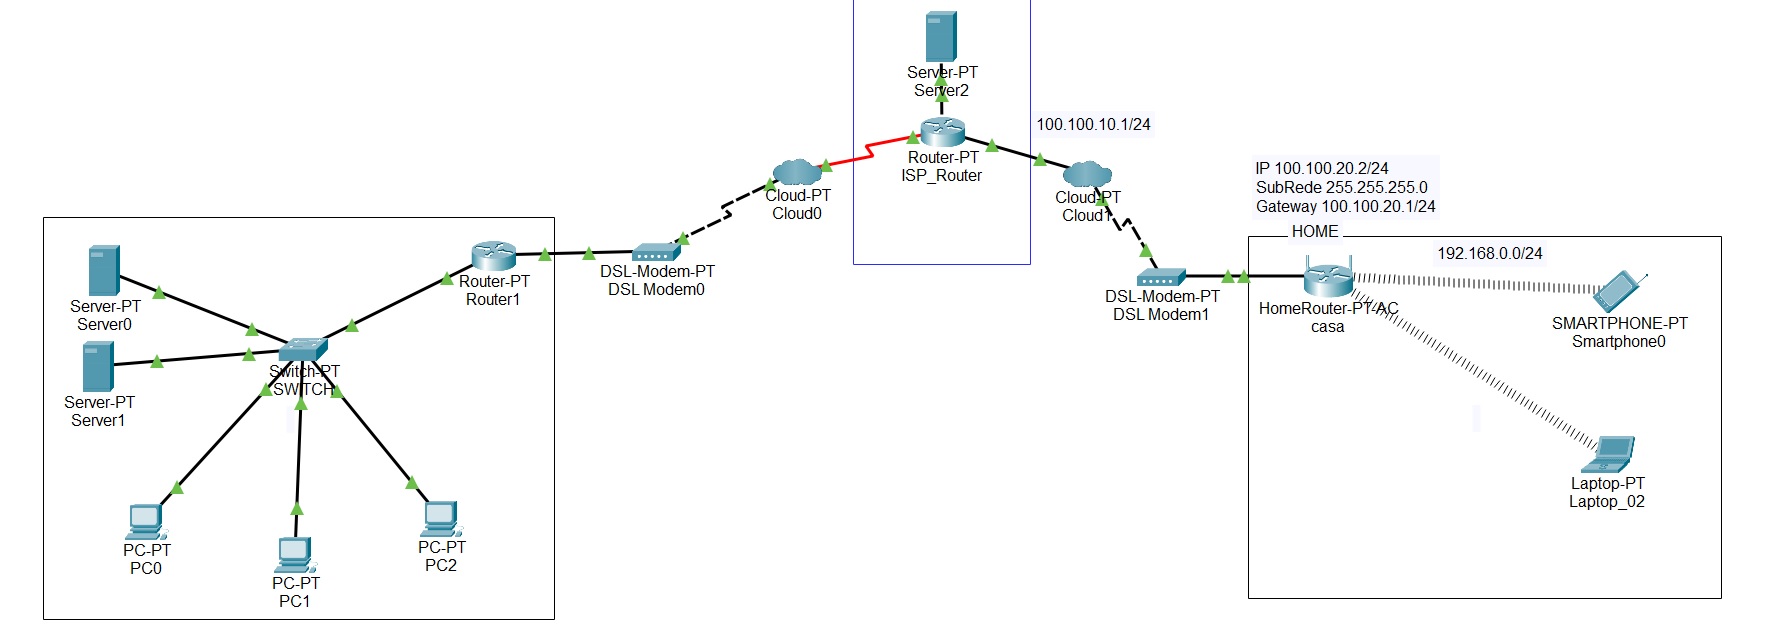 Server-PT
Server2
100.100.10.1/24
Router-PT
ISP_Router
Cloud-PT
Cloud0
Cloud-PT
Cloud1
IP 100.100.20.2/24
SubRede 255.255.255.0
Gateway 100.100.20.1/24
HOME
192.168.0.0/24
Router-PT
Router1
DSL-Modem-PT
DSL Modem0
DSL-Modem-PT
DSL Modem1
HomeRouter-PT-AC
casa
SMARTPHONE-PT
Smartphone0
Server-PT
Server0
Switch-PT
SWITCH
Server-PT
Server1
Laptop-PT
Laptop_02
PC-PT
PC0
PC-PT
PC1
PC-PT
PC2